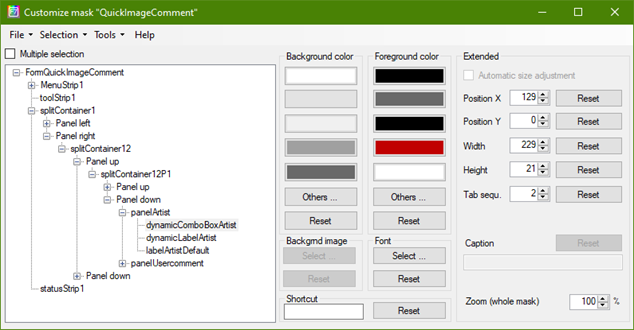 Customize mask "QuickImageComment"
File Selection Tools Help
Multiple selection
FormQuickImageComment
MenuStrip1
toolStrip1
splitContainer1
Panel left
Panel right
splitContainer12
Panel up
splitContainer12P1
Panel up
Panel down
panelArtist
dynamicComboBoxArtist
dynamicLabelArtist
labelArtistDefault
panelUsercomment
Panel down
statusStrip1
Background color
Others ...
Reset
Backgrnd image
Select ...
Reset
Shortcut
Foreground color
Others ...
Reset
Font
Select ...
Reset
Reset
Extended
Automatic size adjustment
Position X 129 Reset
Position Y 0 Reset
Width 229 Reset
Height 21 Reset
Tab sequ. 2 Reset
Caption Reset
Zoom (whole mask) 100 %